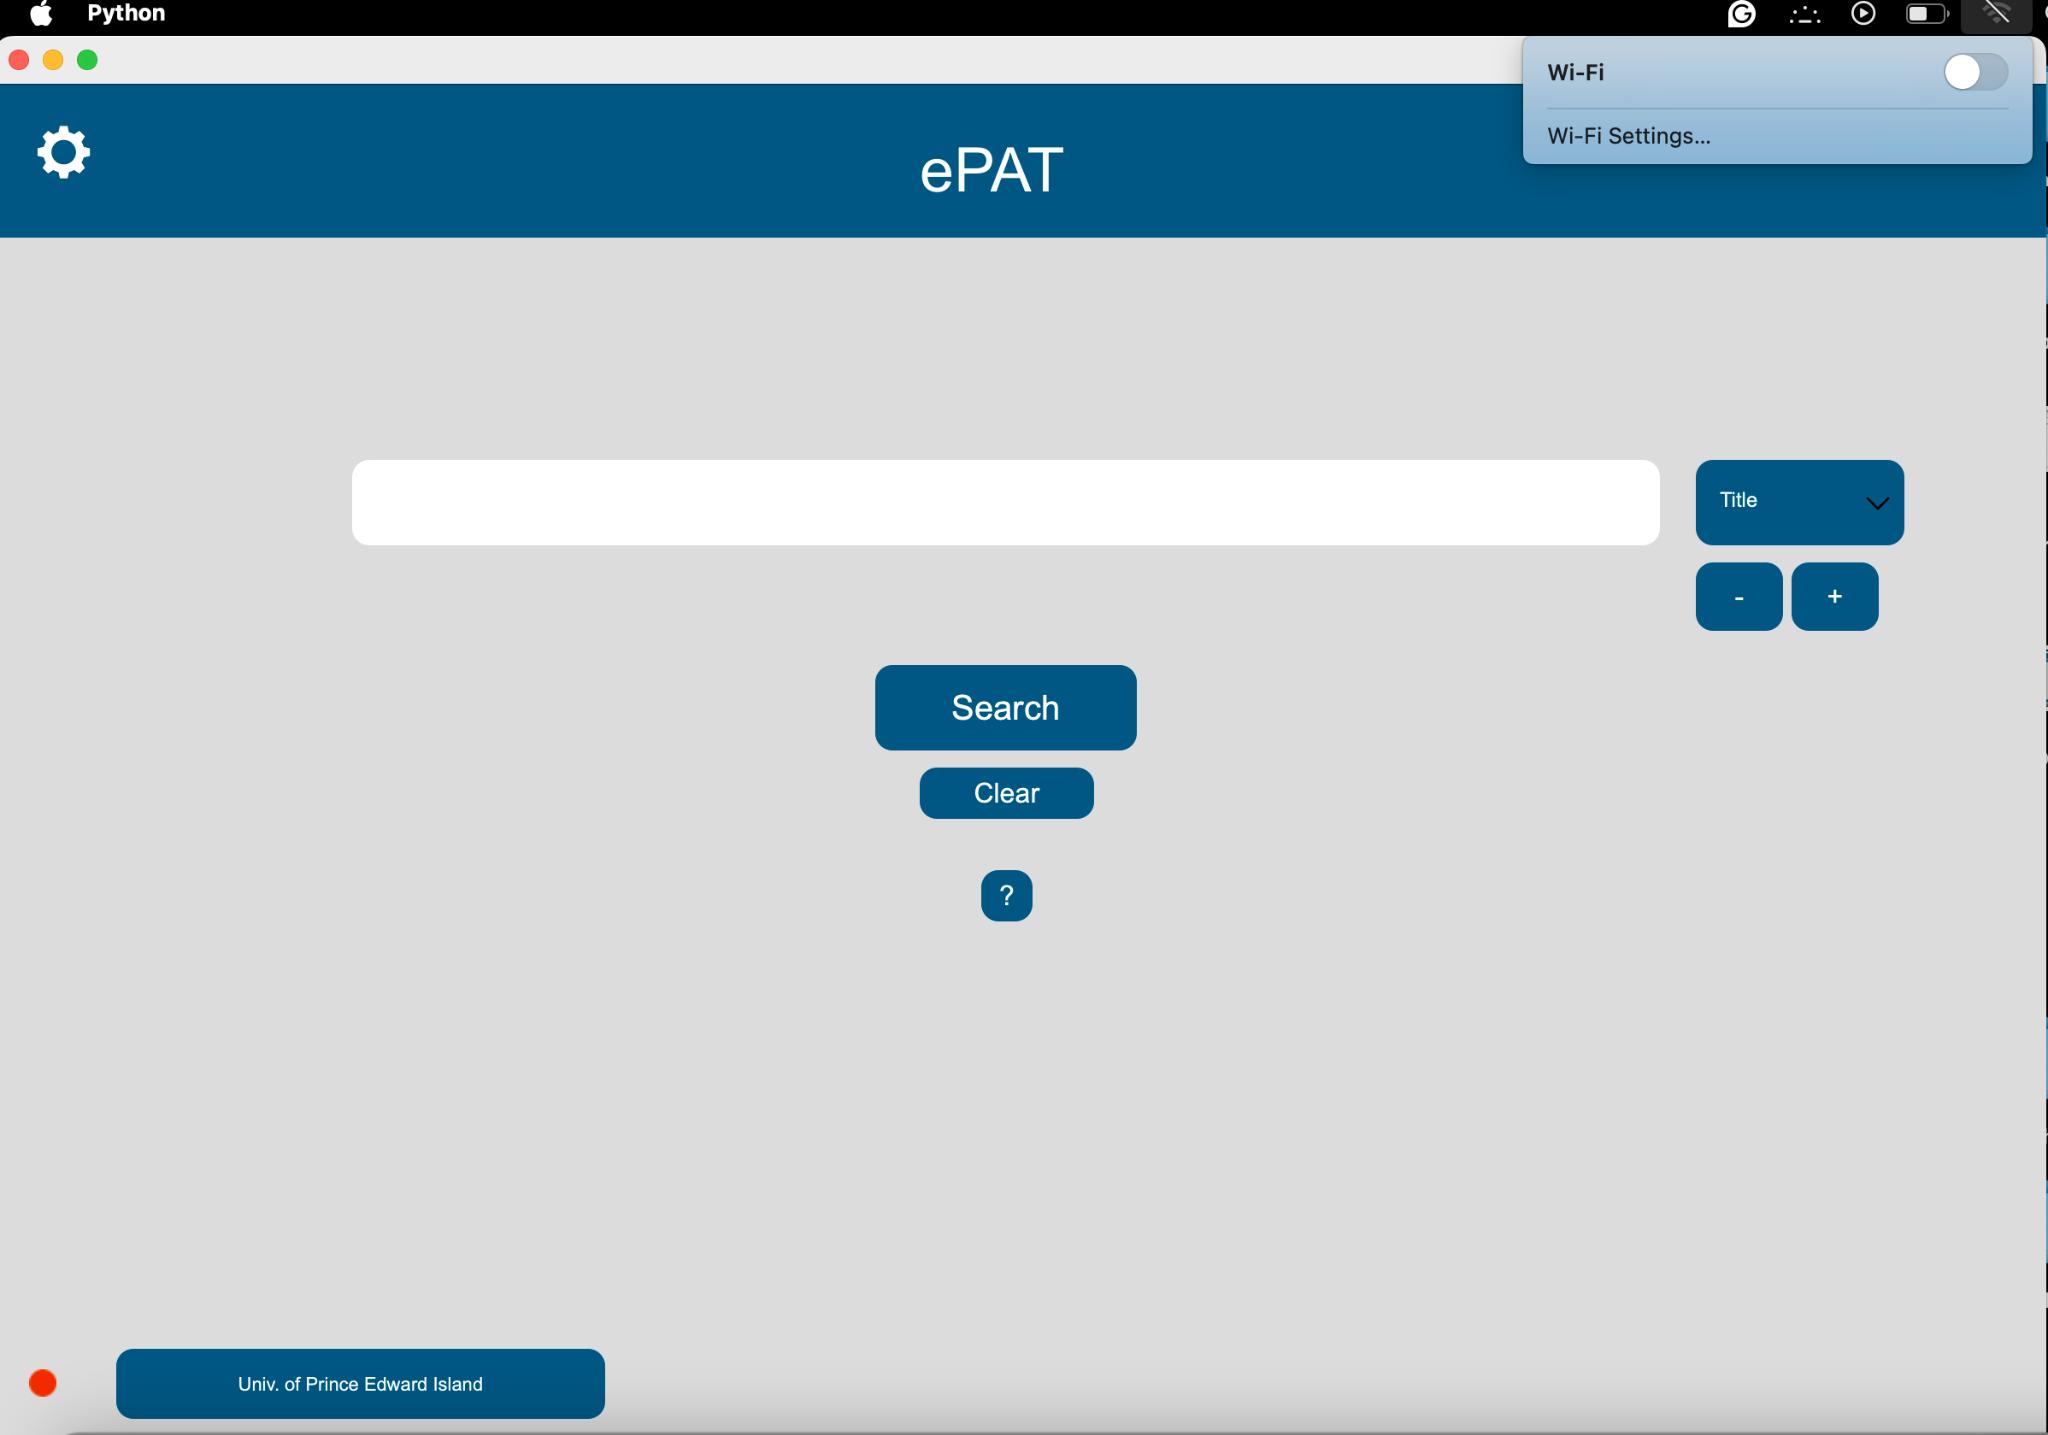 Python
Wi-Fi
Wi-Fi Settings...
ePAT
Title
-
+
Search
Clear
?
Univ. of Prince Edward Island